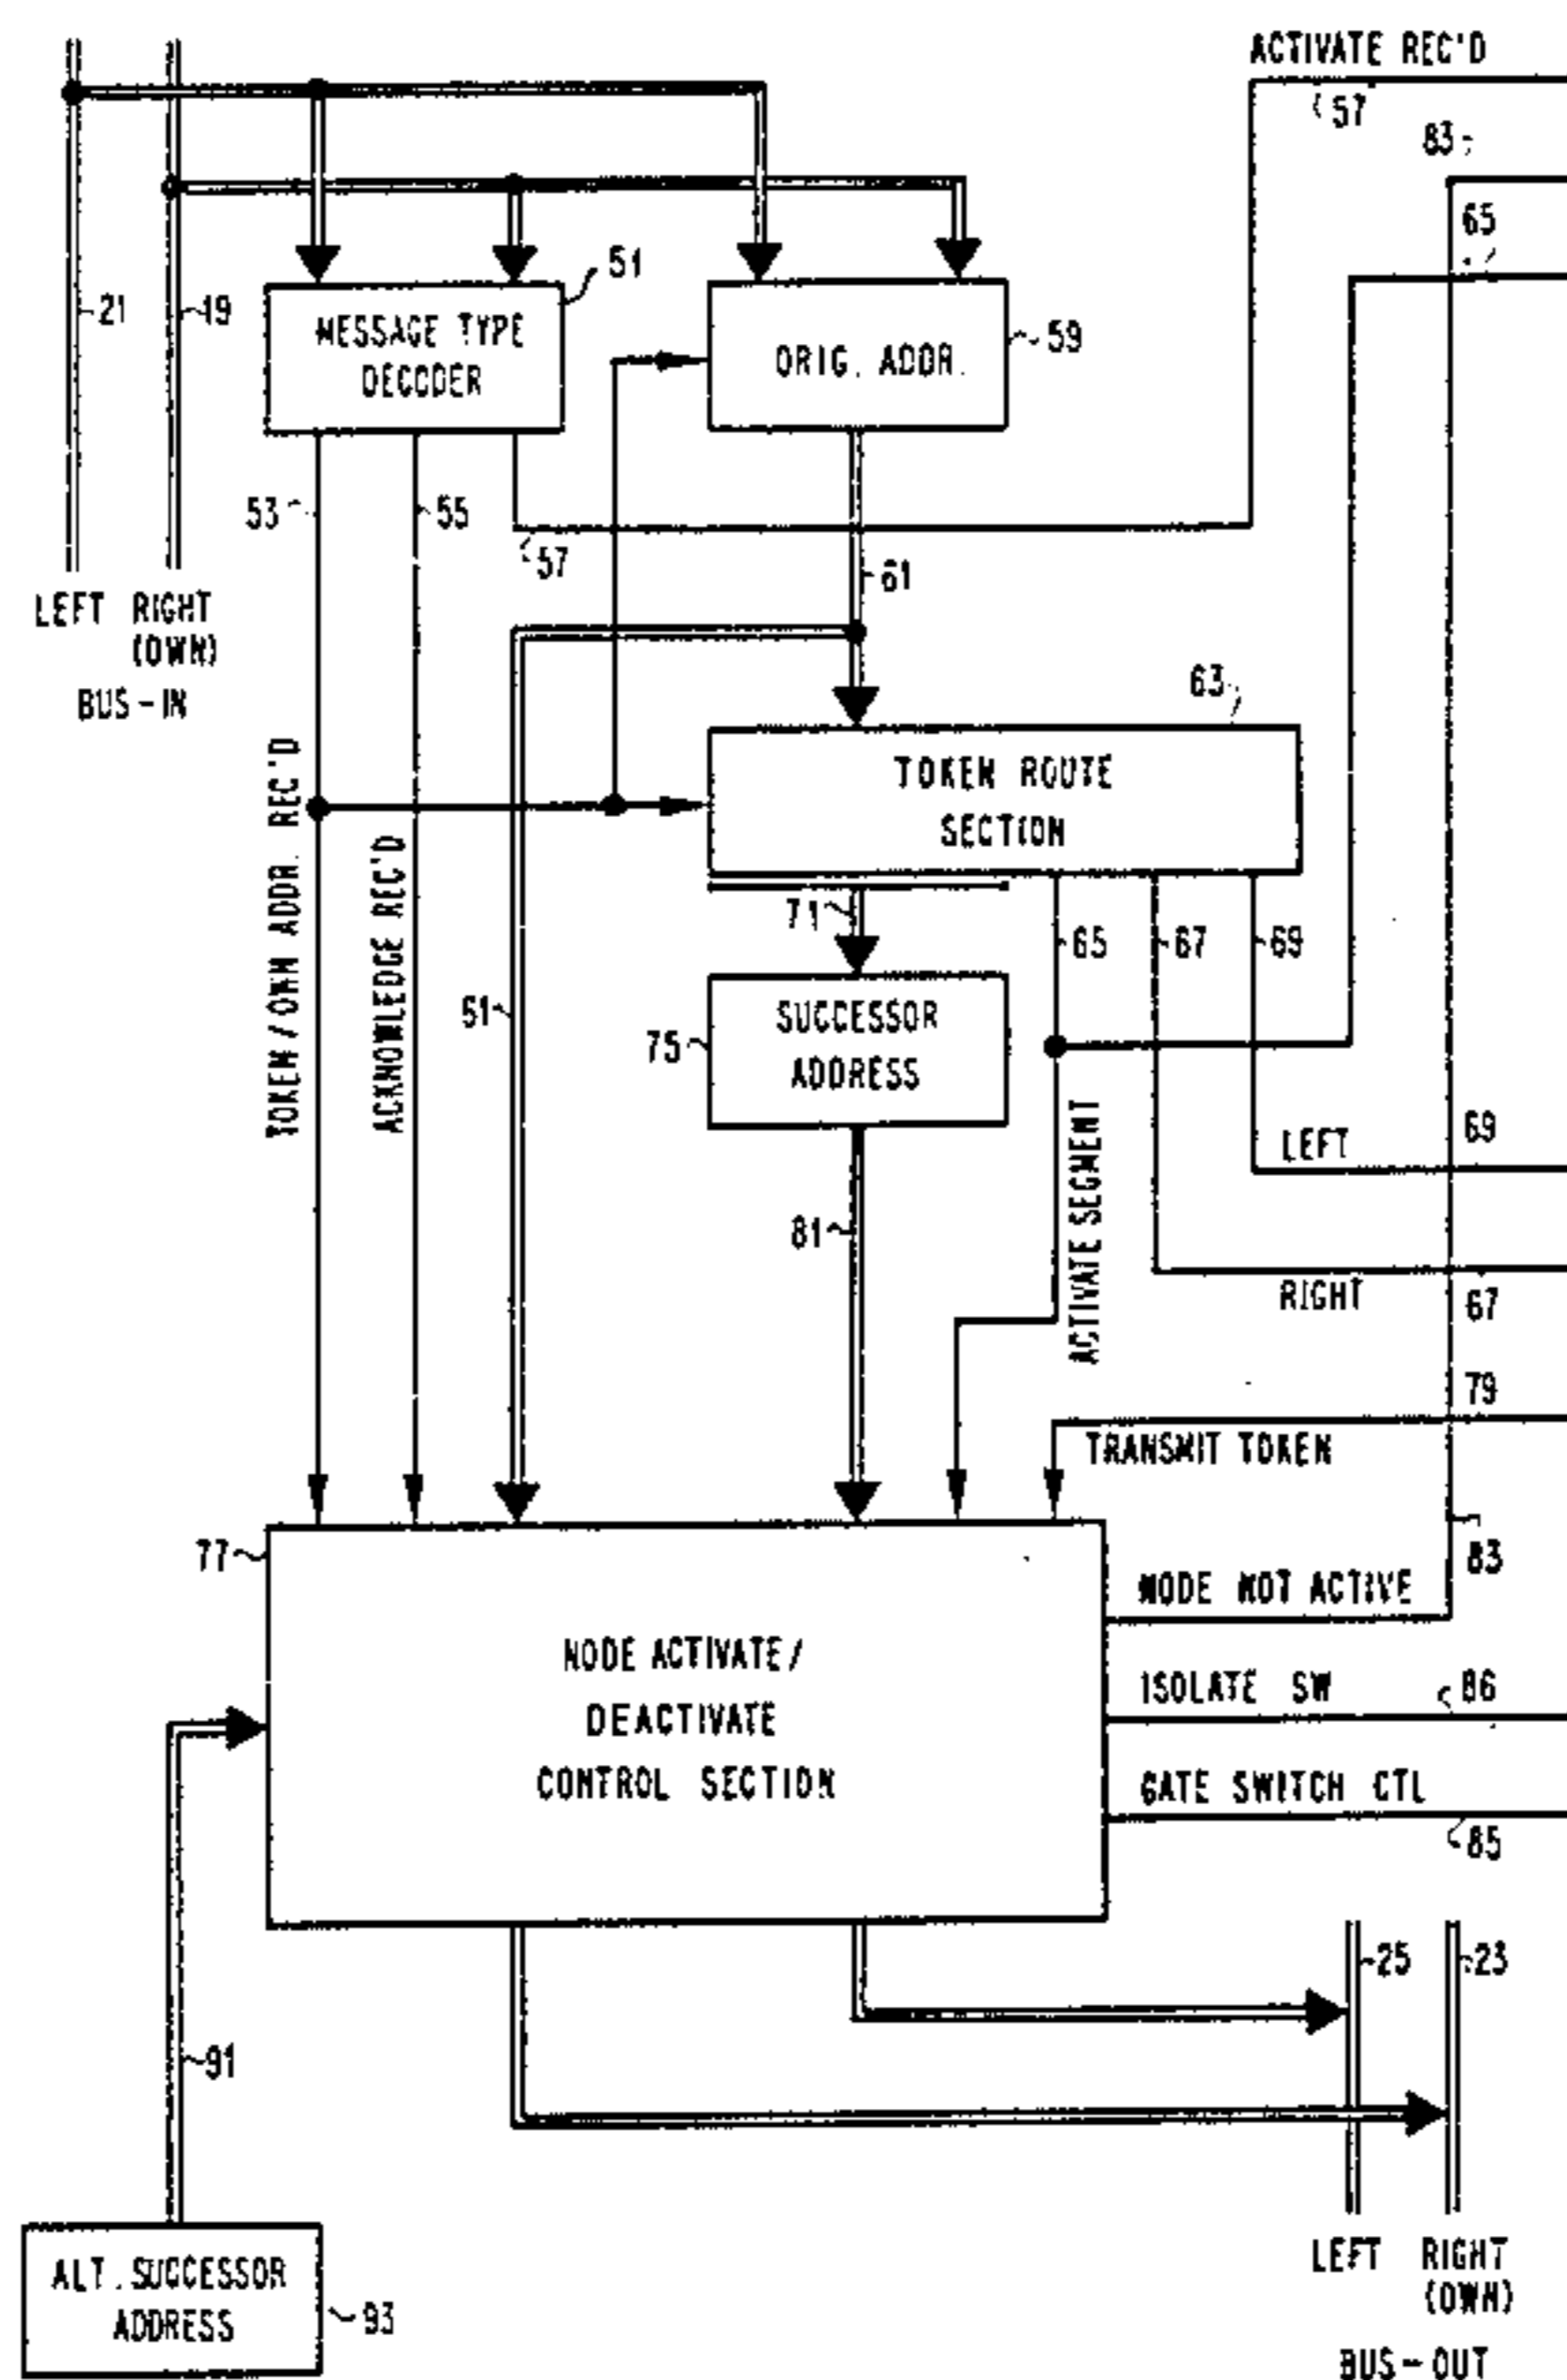 ACTIVATE REC'D
57
83
65
51
MESSAGE TYPE
DECODER
ORIG. ADDR.
59
21
19
53
55
57
61
LEFT RIGHT
(OWN)
BUS-IN
63
TOKEN ROUTE
SECTION
TOKEN/OWN ADDR. REC'D
ACKNOWLEDGE REC'D
71
65
67
69
61
75
SUCCESSOR
ADDRESS
ACTIVATE SEGMENT
69
LEFT
81
RIGHT
67
79
TRANSMIT TOKEN
77
83
NODE NOT ACTIVE
NODE ACTIVATE/
DEACTIVATE
CONTROL SECTION
ISOLATE SW
86
GATE SWITCH CTL
85
25
23
91
LEFT RIGHT
(OWN)
BUS-OUT
ALT. SUCCESSOR
ADDRESS
93